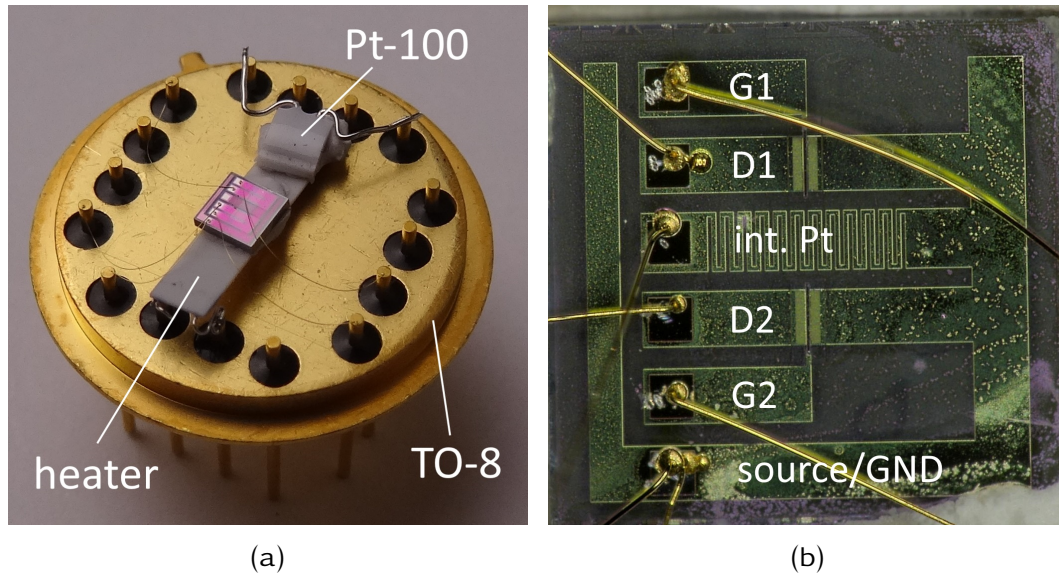 Pt-100
heater
TO-8
(a)
G1
D1
int. Pt
D2
G2
source/GND
(b)